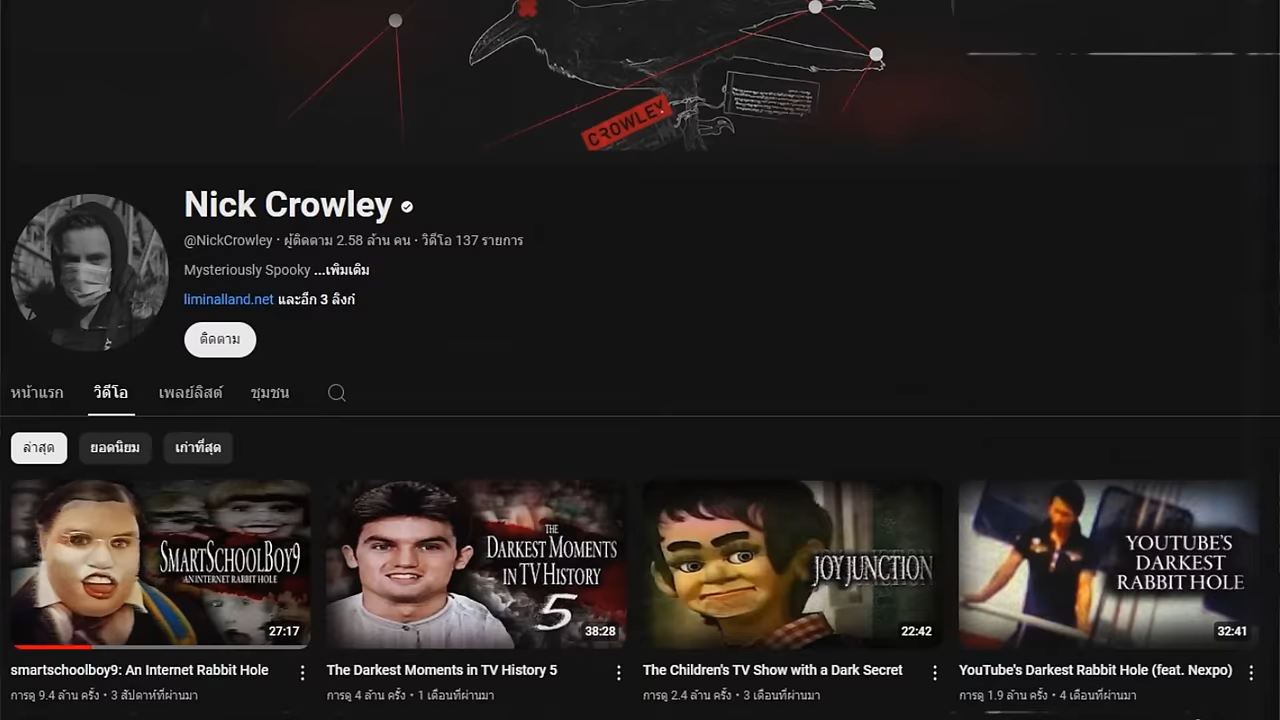 CROWLEY
Nick Crowley
@NickCrowley · ผู้ติดตาม 2.58 ล้าน คน · วิดีโอ 137 รายการ
Mysteriously Spooky ...เพิ่มเติม
liminalland.net และอีก 3 ลิงก์
ติดตาม
หน้าแรก วิดีโอ เพลย์ลิสต์ ชุมชน
ล่าสุด ยอดนิยม เก่าที่สุด
SMARTSCHOOLBOY9
AN INTERNET RABBIT HOLE
27:17
THE
DARKEST MOMENTS
IN TV HISTORY
5
38:28
JOY JUNCTION
22:42
YOUTUBE'S
DARKEST
RABBIT HOLE
32:41
smartschoolboy9: An Internet Rabbit Hole
การดู 9.4 ล้าน ครั้ง • 3 สัปดาห์ที่ผ่านมา
The Darkest Moments in TV History 5
การดู 4 ล้าน ครั้ง • 1 เดือนที่ผ่านมา
The Children's TV Show with a Dark Secret
การดู 2.4 ล้าน ครั้ง • 3 เดือนที่ผ่านมา
YouTube's Darkest Rabbit Hole (feat. Nexpo)
การดู 1.9 ล้าน ครั้ง • 4 เดือนที่ผ่านมา